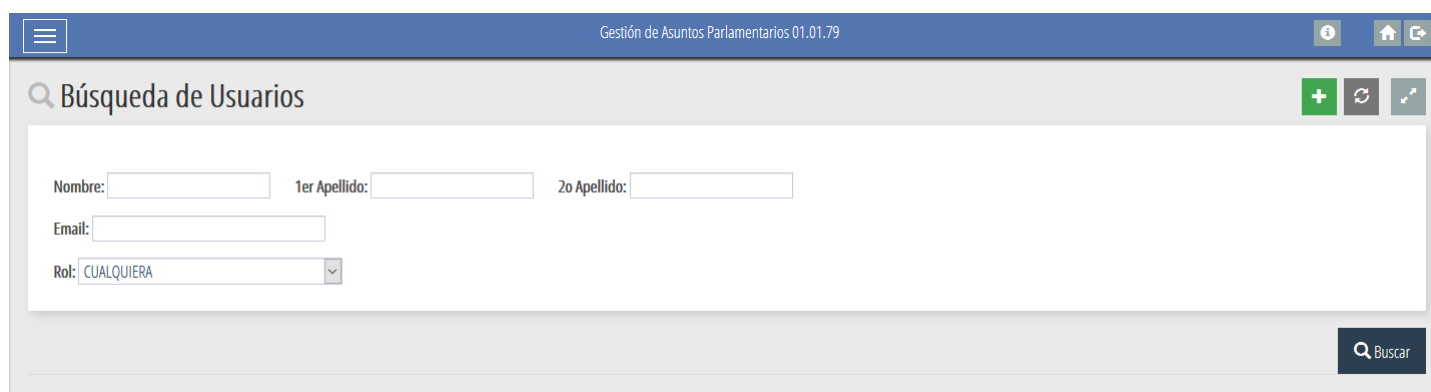 Gestión de Asuntos Parlamentarios 01.01.79
Búsqueda de Usuarios
Nombre: 1er Apellido: 2o Apellido:
Email:
Rol: CUALQUIERA
Buscar